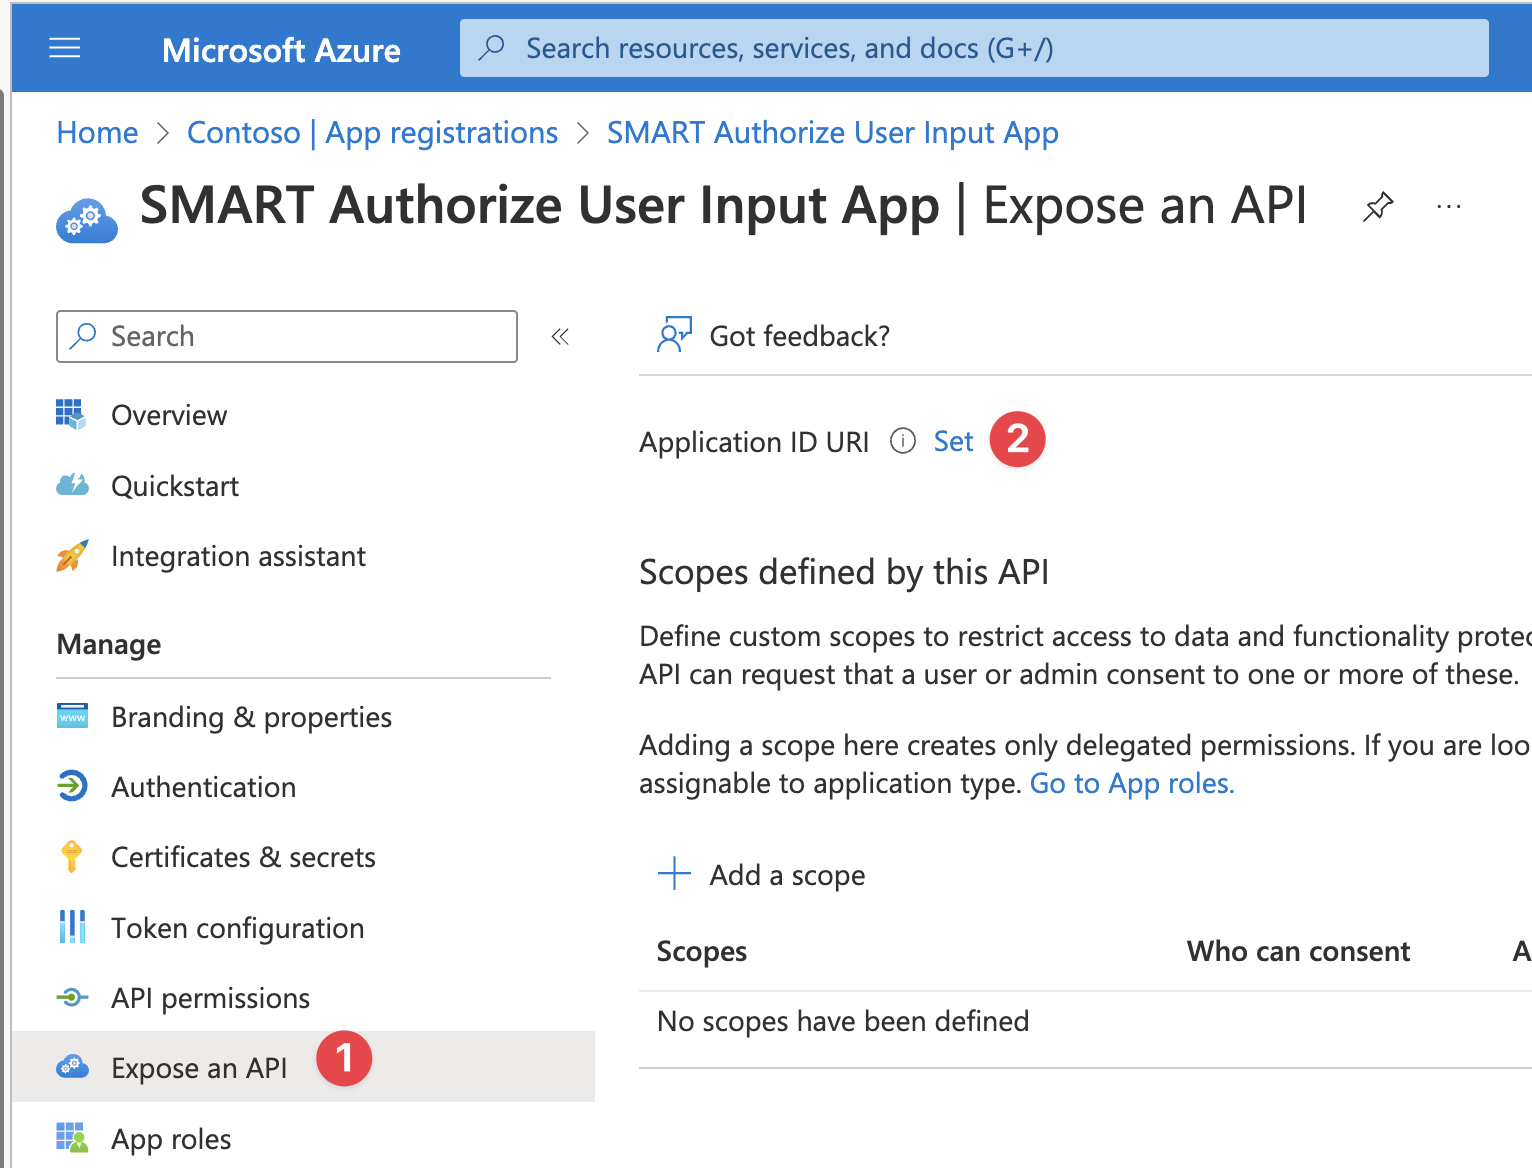 Microsoft Azure
Search resources, services, and docs (G+/)
Home > Contoso | App registrations > SMART Authorize User Input App
SMART Authorize User Input App | Expose an API
Search
Overview
Quickstart
Integration assistant
Manage
www
Branding & properties
Authentication
Certificates & secrets
Token configuration
API permissions
Expose an API 1
App roles
Got feedback?
Application ID URI Set 2
Scopes defined by this API
Define custom scopes to restrict access to data and functionality protec
API can request that a user or admin consent to one or more of these.
Adding a scope here creates only delegated permissions. If you are loo
assignable to application type. Go to App roles.
Add a scope
Scopes Who can consent A
No scopes have been defined